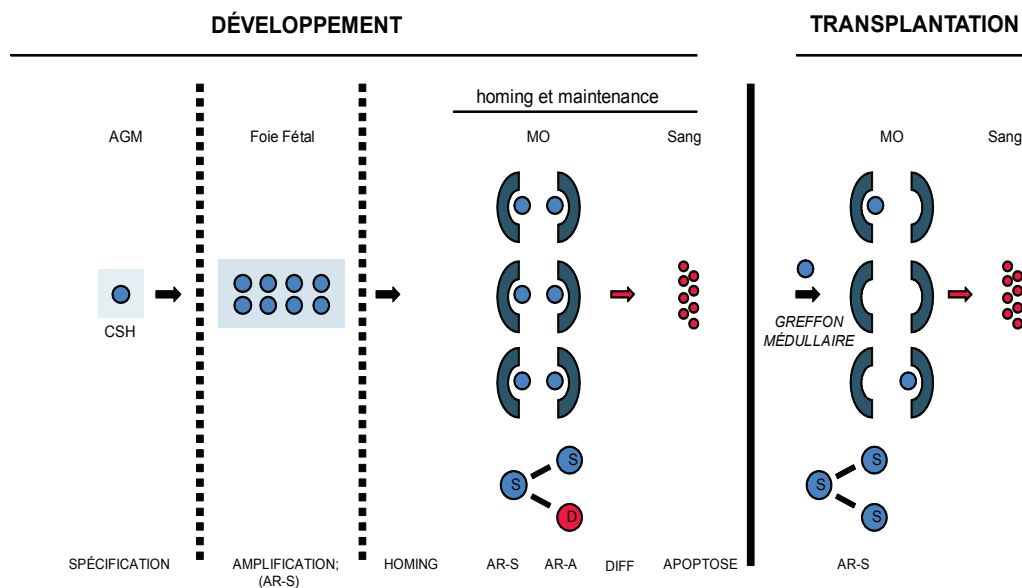 DÉVELOPPEMENT
TRANSPLANTATION
homing et maintenance
AGM
Foie Fétal
MO
Sang
MO
Sang
CSH
GREFFON
MÉDULLAIRE
S
S
D
S
S
S
SPÉCIFICATION
AMPLIFICATION;
(AR-S)
HOMING
AR-S
AR-A
DIFF
APOPTOSE
AR-S